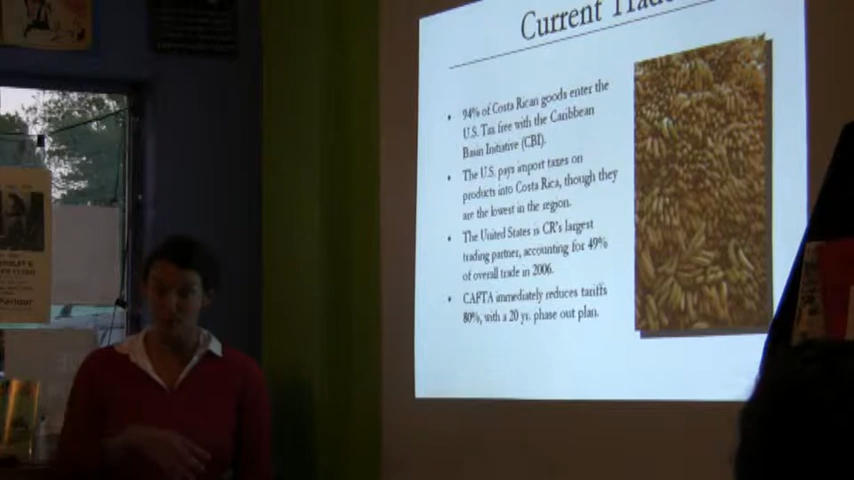 Current Trade
• 94% of Costa Rican goods enter the
U.S. Tax free with the Caribbean
Basin Initiative (CBI).
• The U.S. pays import taxes on
products into Costa Rica, though they
are the lowest in the region.
• The United States is CR's largest
trading partner, accounting for 49%
of overall trade in 2006.
• CAFTA immediately reduces tariffs
80%, with a 20 yr. phase out plan.